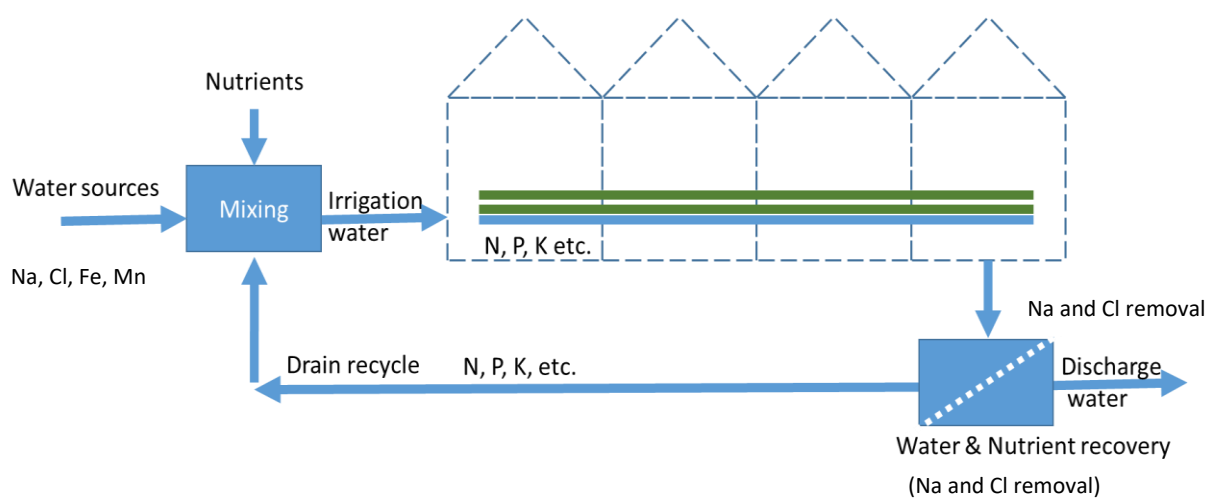 Nutrients
Water sources
Mixing
Irrigation
water
Na, Cl, Fe, Mn
N, P, K etc.
Na and Cl removal
Drain recycle
N, P, K, etc.
Discharge
water
Water & Nutrient recovery
(Na and Cl removal)